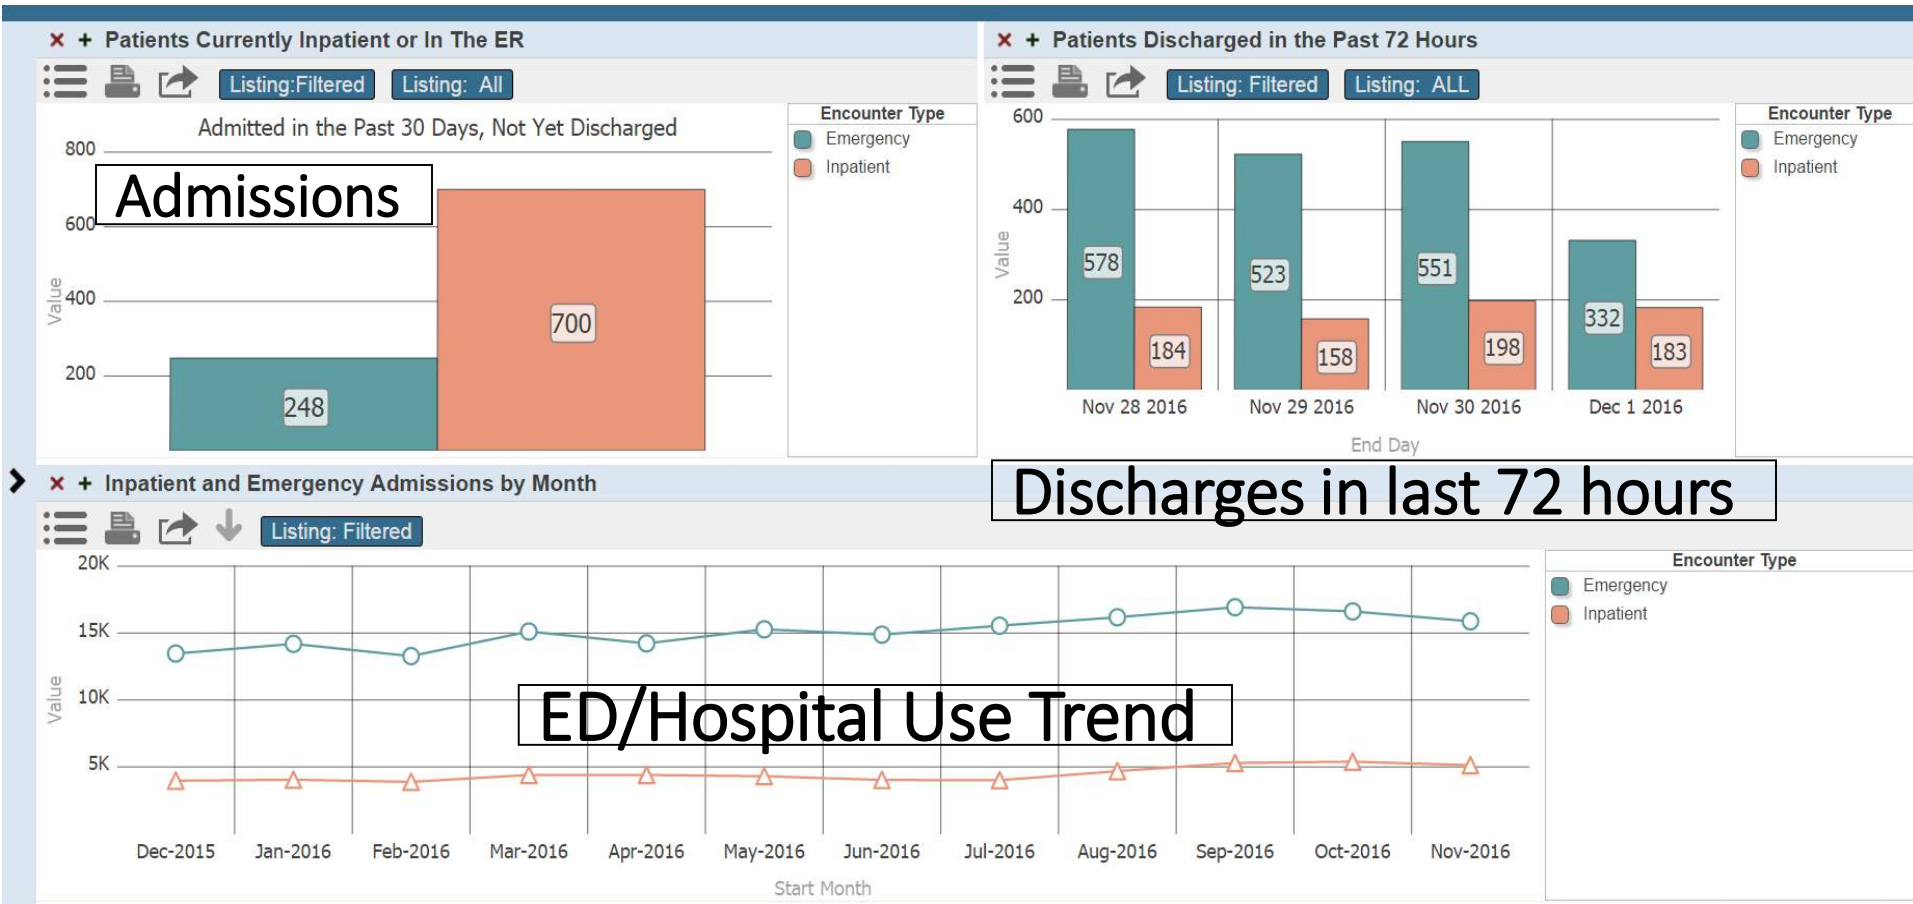 Patients Currently Inpatient or In The ER
Listing:Filtered Listing: All
Admitted in the Past 30 Days, Not Yet Discharged
Admissions
800
600
400
200
Value
248
700
Encounter Type
Emergency
Inpatient
Patients Discharged in the Past 72 Hours
Listing: Filtered Listing: ALL
600
400
200
Value
578 184 523 158 551 198 332 183
Nov 28 2016 Nov 29 2016 Nov 30 2016 Dec 1 2016
End Day
Encounter Type
Emergency
Inpatient
Discharges in last 72 hours
Inpatient and Emergency Admissions by Month
Listing: Filtered
20K
15K
10K
5K
Value
ED/Hospital Use Trend
Dec-2015 Jan-2016 Feb-2016 Mar-2016 Apr-2016 May-2016 Jun-2016 Jul-2016 Aug-2016 Sep-2016 Oct-2016 Nov-2016
Start Month
Encounter Type
Emergency
Inpatient